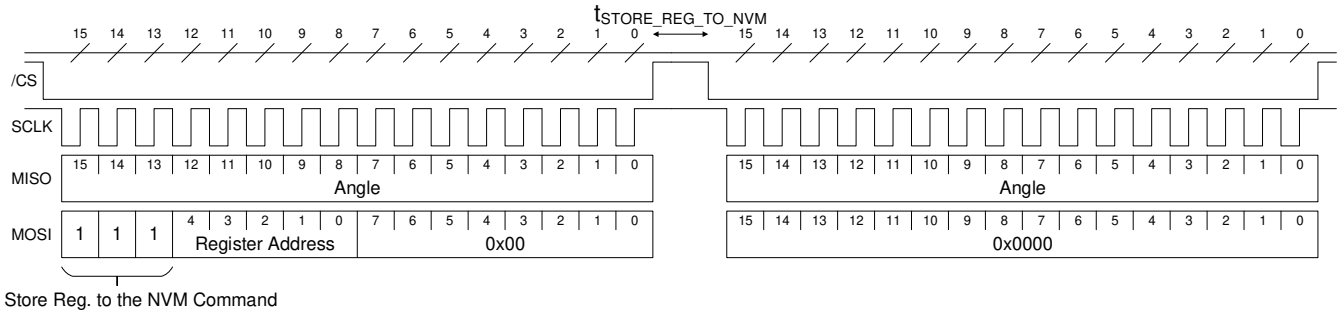 tSTORE_REG_TO_NVM
15 14 13 12 11 10 9 8 7 6 5 4 3 2 1 0 15 14 13 12 11 10 9 8 7 6 5 4 3 2 1 0
/CS
SCLK
15 14 13 12 11 10 9 8 7 6 5 4 3 2 1 0 15 14 13 12 11 10 9 8 7 6 5 4 3 2 1 0
MISO Angle Angle
4 3 2 1 0 7 6 5 4 3 2 1 0 15 14 13 12 11 10 9 8 7 6 5 4 3 2 1 0
MOSI 1 1 1 Register Address 0x00 0x0000
Store Reg. to the NVM Command